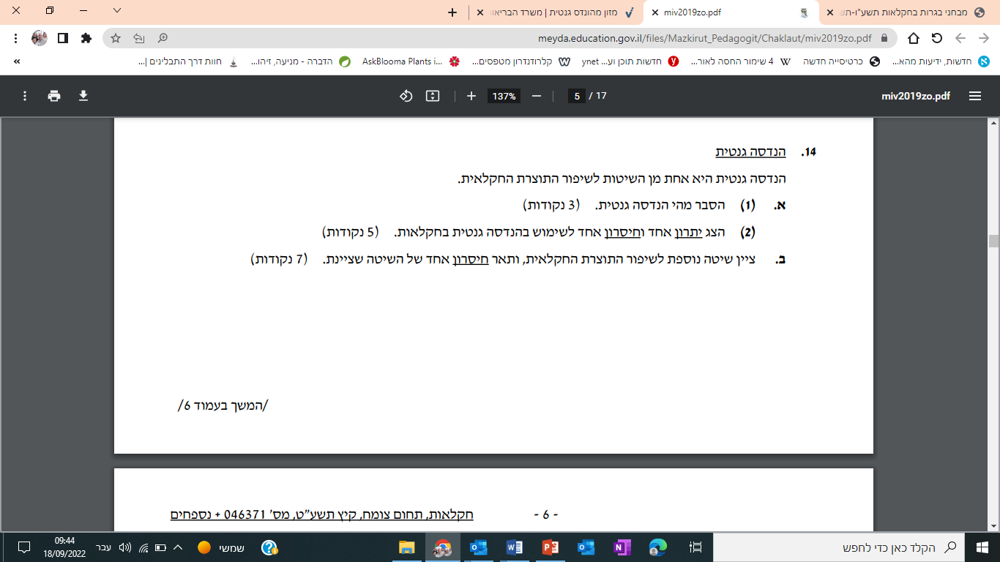 מבחני בגרות בחקלאות תשע"ו-תש
miv2019zo.pdf
מזון מהונדס גנטית | משרד הבריאו
meyda.education.gov.il/files/Mazkirut_Pedagogit/Chaklaut/miv2019zo.pdf
חדשות, ידיעות מהא...
כרטיסייה חדשה
4 שימור החסה לאור...
חדשות תוכן וע... ynet
קלרודנדרון מטפסים...
AskBlooma Plants i...
הדברה - מניעה, זיהו...
חוות דרך התבלינים |...
miv2019zo.pdf
5 / 17
137%
14. הנדסה גנטית
הנדסה גנטית היא אחת מן השיטות לשיפור התוצרת החקלאית.
א. (1) הסבר מהי הנדסה גנטית. (3 נקודות)
(2) הצג יתרון אחד וחיסרון אחד לשימוש בהנדסה גנטית בחקלאות. (5 נקודות)
ב. ציין שיטה נוספת לשיפור התוצרת החקלאית, ותאר חיסרון אחד של השיטה שציינת. (7 נקודות)
/המשך בעמוד 6/
- 6 - חקלאות, תחום צומח, קיץ תשע"ט, מס' 046371 + נספחים
הקלד כאן כדי לחפש
שמשי
עבר
09:44
18/09/2022